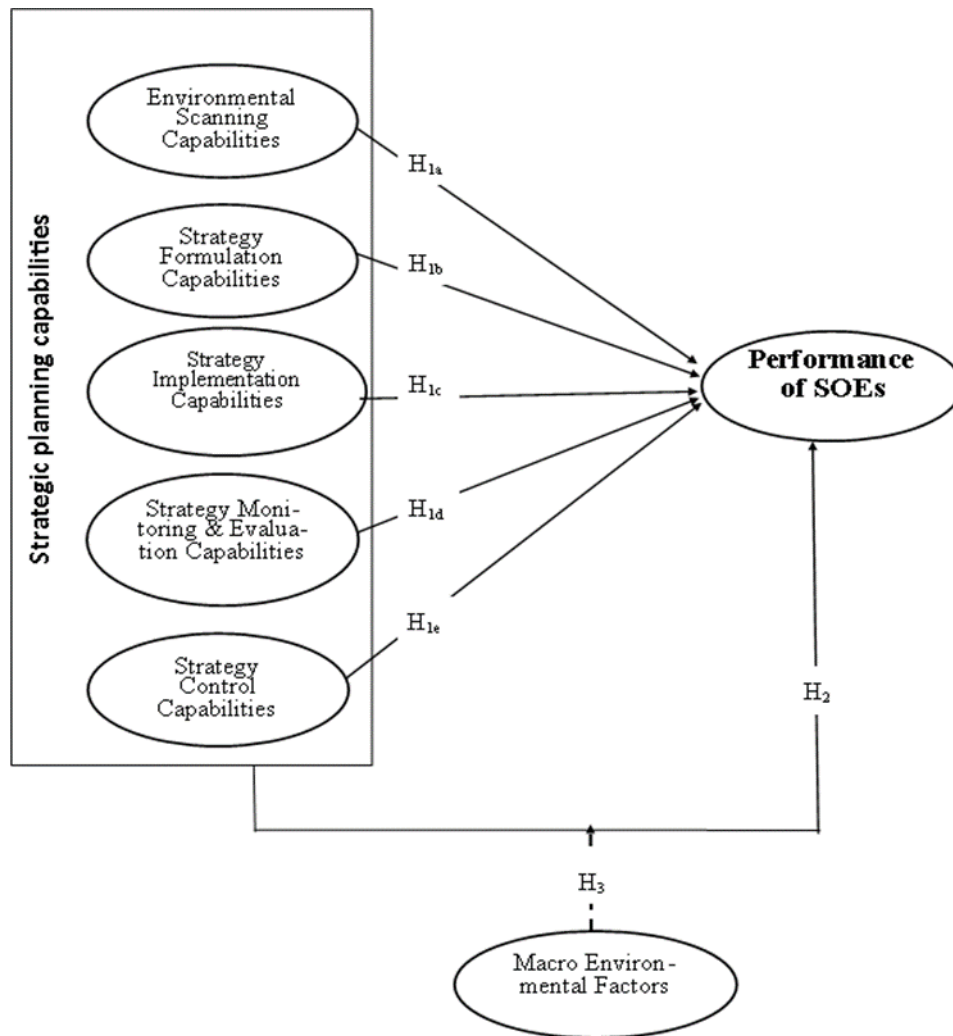 Strategic planning capabilities
Environmental
Scanning
Capabilities
H1a
Strategy
Formulation
Capabilities
H1b
Strategy
Implementation
Capabilities
H1c
Performance
of SOEs
Strategy Moni-
toring & Evalua-
tion Capabilities
H1d
H1e
Strategy
Control
Capabilities
H2
H3
Macro Environ-
mental Factors